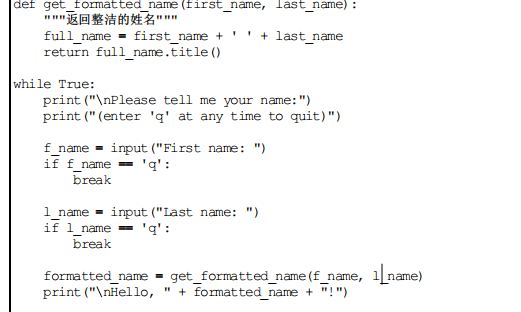 def get_formatted_name(first_name, last_name):
    """返回整洁的姓名"""
    full_name = first_name + ' ' + last_name
    return full_name.title()

while True:
    print("\nPlease tell me your name:")
    print("(enter 'q' at any time to quit)")

    f_name = input("First name: ")
    if f_name == 'q':
        break

    l_name = input("Last name: ")
    if l_name == 'q':
        break

    formatted_name = get_formatted_name(f_name, l_name)
    print("\nHello, " + formatted_name + "!")